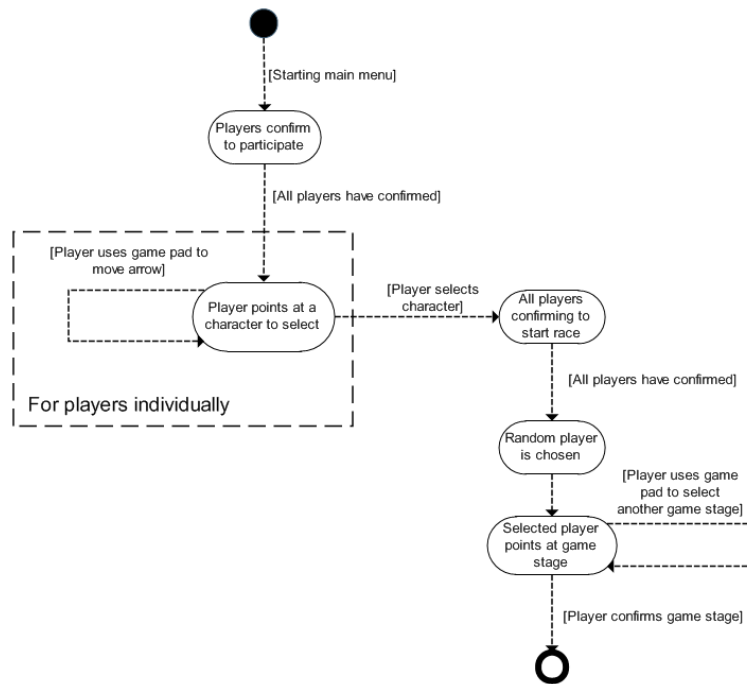 [Starting main menu]
Players confirm
to participate
[All players have confirmed]
[Player uses game pad to
move arrow]
Player points at a
character to select
For players individually
[Player selects
character]
All players
confirming to
start race
[All players have confirmed]
Random player
is chosen
[Player uses game
pad to select
another game stage]
Selected player
points at game
stage
[Player confirms game stage]